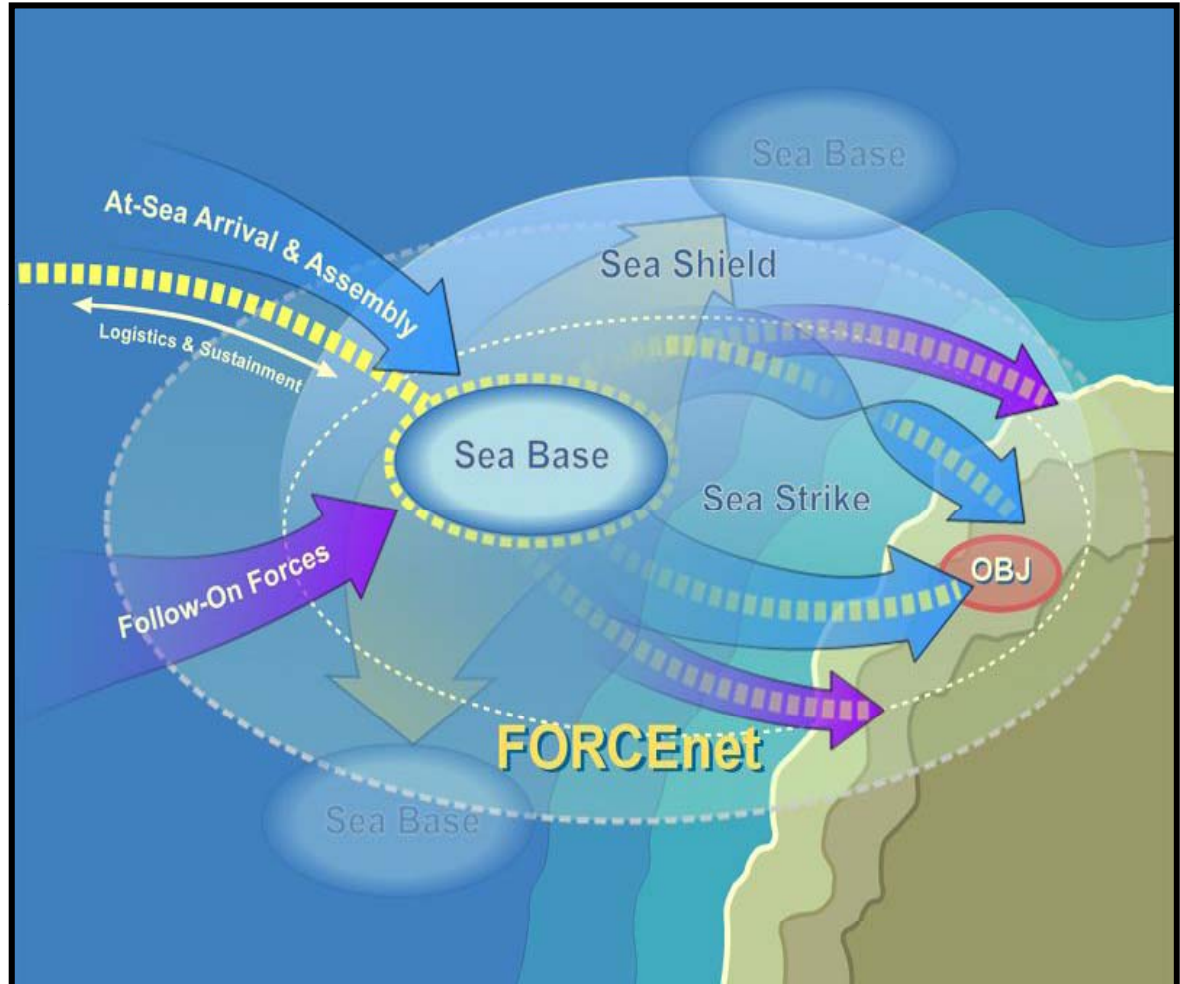 Sea Base
At-Sea Arrival & Assembly
Sea Shield
Logistics & Sustainment
Sea Base
Sea Strike
OBJ
Follow-On Forces
FORCEnet
Sea Base